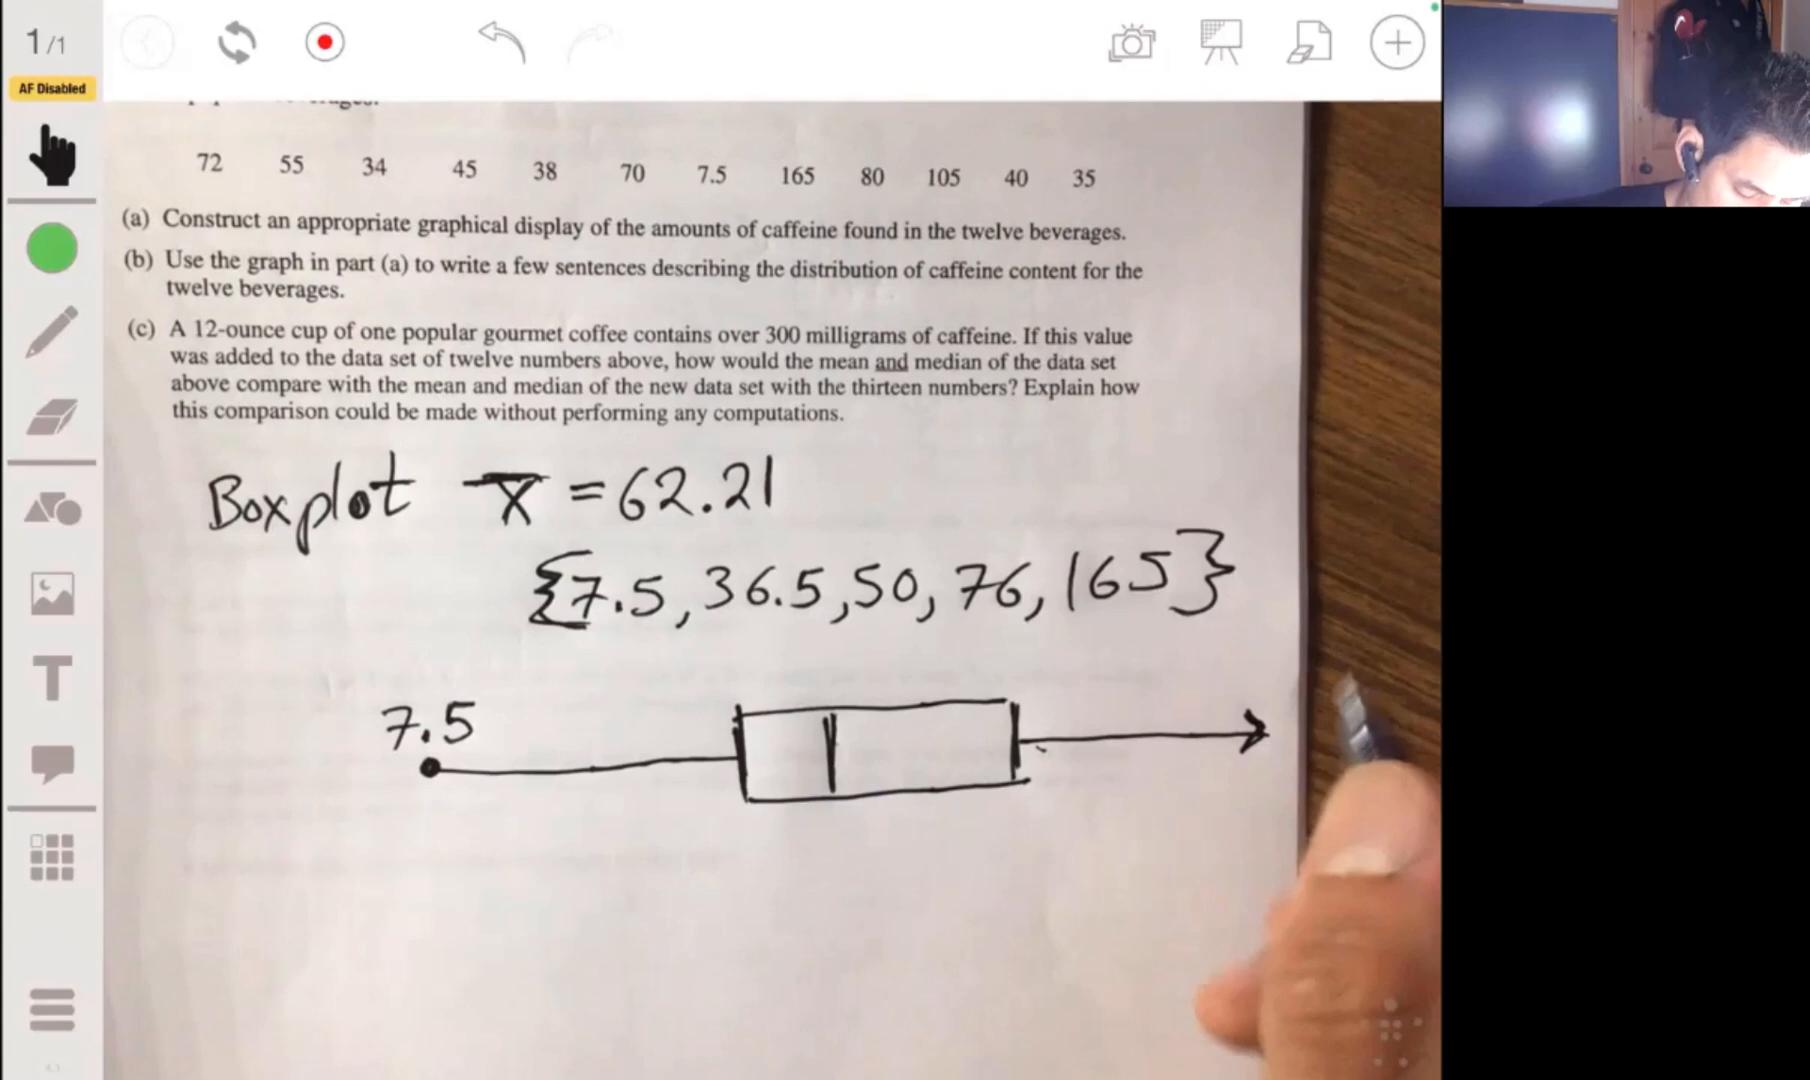 1/1
AF Disabled
72 55 34 45 38 70 7.5 165 80 105 40 35
(a) Construct an appropriate graphical display of the amounts of caffeine found in the twelve beverages.
(b) Use the graph in part (a) to write a few sentences describing the distribution of caffeine content for the
twelve beverages.
(c) A 12-ounce cup of one popular gourmet coffee contains over 300 milligrams of caffeine. If this value
was added to the data set of twelve numbers above, how would the mean and median of the data set
above compare with the mean and median of the new data set with the thirteen numbers? Explain how
this comparison could be made without performing any computations.
Boxplot x̄ = 62.21
{7.5, 36.5, 50, 76, 165}
7.5
T